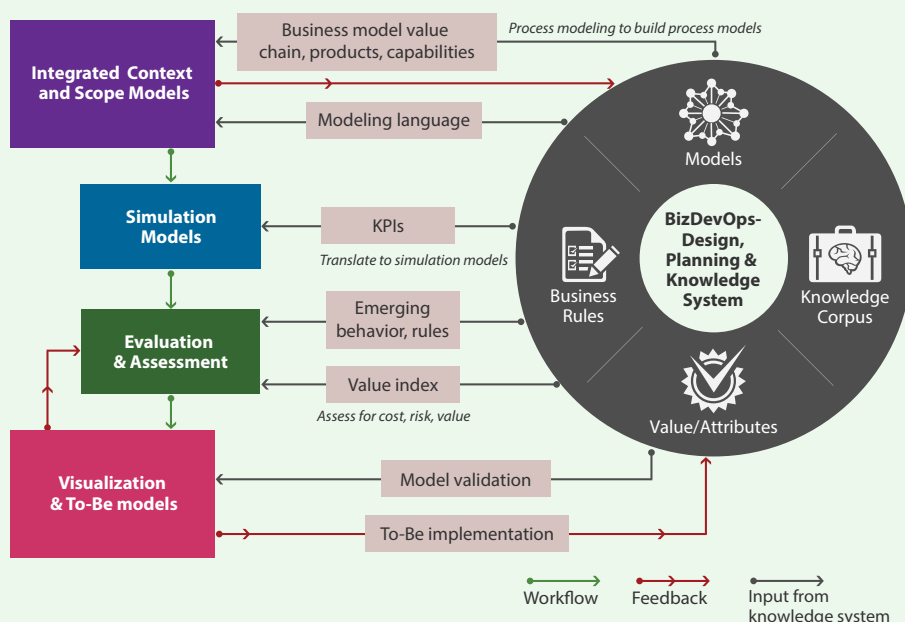 Business model value
chain, products, capabilities
Process modeling to build process models
Integrated Context
and Scope Models
Modeling language
Models
Simulation
Models
KPIs
Translate to simulation models
BizDevOps-
Design,
Planning &
Knowledge
System
Business
Rules
Knowledge
Corpus
Evaluation
& Assessment
Emerging
behavior, rules
Value index
Assess for cost, risk, value
Value/Attributes
Visualization
& To-Be models
Model validation
To-Be implementation
Workflow
Feedback
Input from
knowledge system